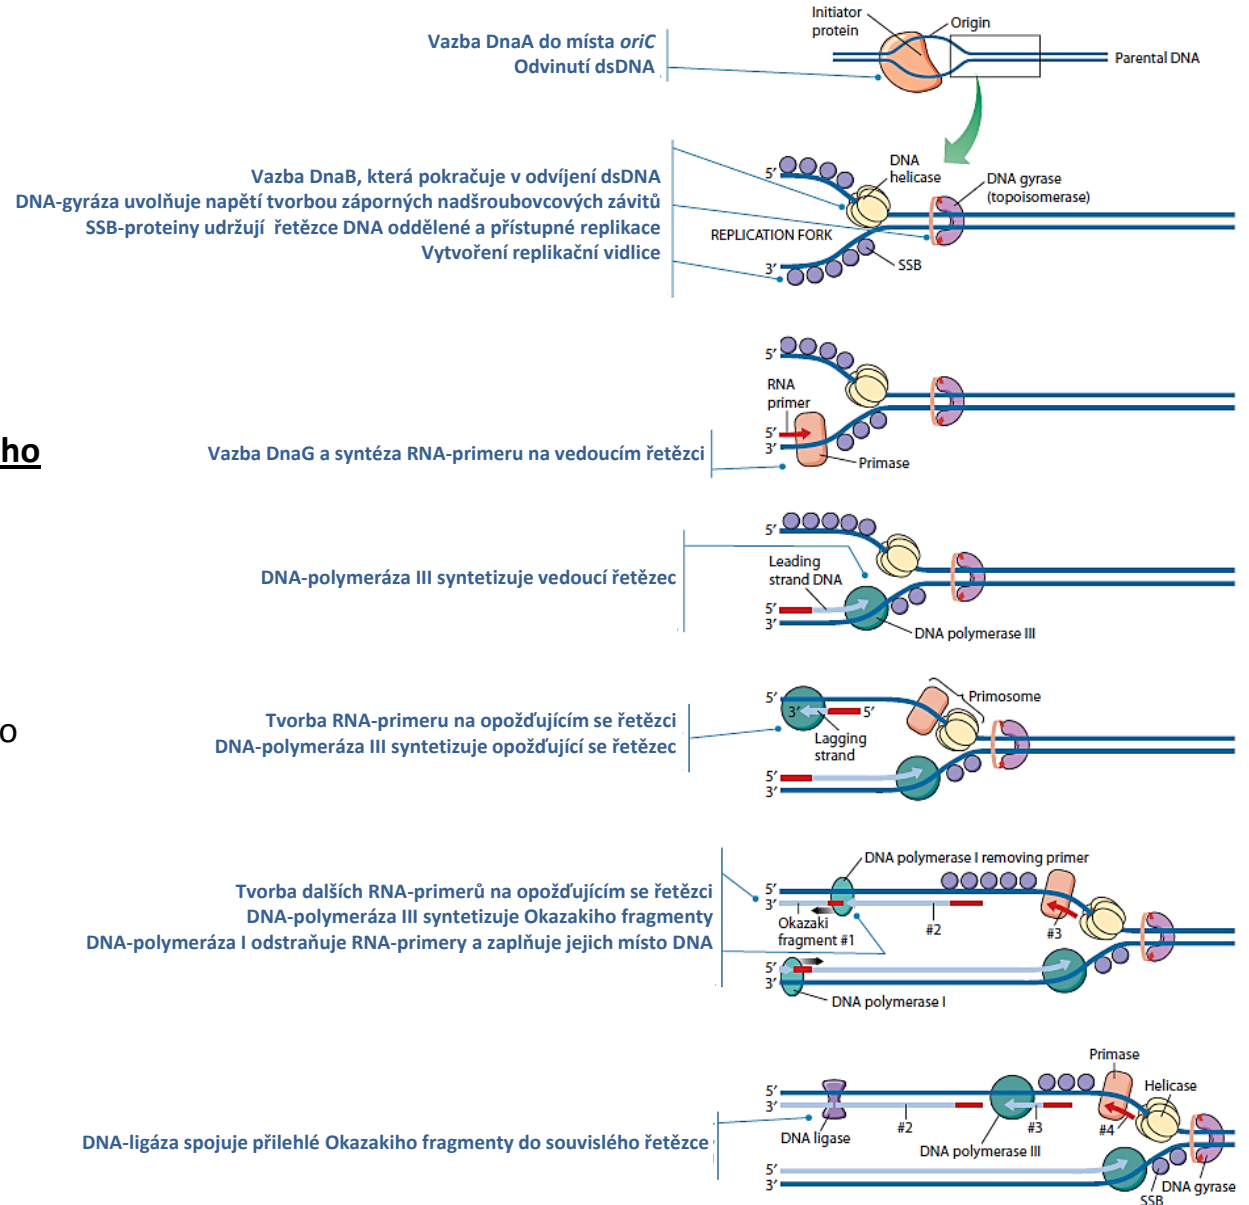 Initiator
protein
Origin
Parental DNA
Vazba DnaA do místa oriC
Odvinutí dsDNA
Vazba DnaB, která pokračuje v odvíjení dsDNA
DNA-gyráza uvolňuje napětí tvorbou záporných nadšroubovcových závitů
SSB-proteiny udržují řetězce DNA oddělené a přístupné replikace
Vytvoření replikační vidlice
5′
DNA
helicase
DNA gyrase
(topoisomerase)
REPLICATION FORK
3′
SSB
5′
RNA
primer
5′
3′
Primase
ho
Vazba DnaG a syntéza RNA-primeru na vedoucím řetězci
5′
Leading
strand DNA
5′
3′
DNA polymerase III
DNA-polymeráza III syntetizuje vedoucí řetězec
5′
3′
5′
Primosome
Lagging
strand
5′
3′
o
Tvorba RNA-primeru na opožďujícím se řetězci
DNA-polymeráza III syntetizuje opožďující se řetězec
DNA polymerase I removing primer
5′
3′
Okazaki
fragment #1
#2
#3
5′
3′
DNA polymerase I
Tvorba dalších RNA-primerů na opožďujícím se řetězci
DNA-polymeráza III syntetizuje Okazakiho fragmenty
DNA-polymeráza I odstraňuje RNA-primery a zaplňuje jejich místo DNA
Primase
Helicase
5′
3′
DNA ligase
#2
#3
#4
DNA polymerase III
5′
3′
SSB
DNA gyrase
DNA-ligáza spojuje přilehlé Okazakiho fragmenty do souvislého řetězce